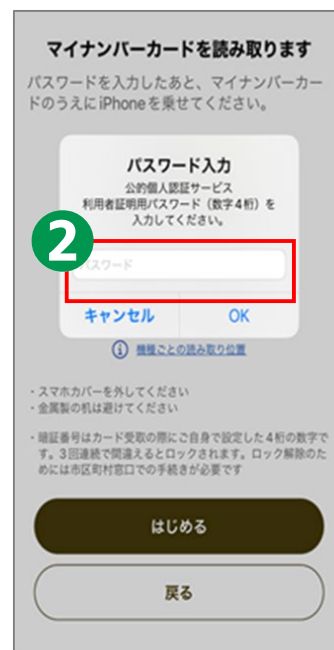 マイナンバーカードを読み取ります
パスワードを入力したあと、マイナンバーカー
ドのうえにiPhoneを乗せてください。
パスワード入力
公的個人認証サービス
利用者証明用パスワード（数字4桁）を
入力してください。
2
パスワード
キャンセル OK
機種ごとの読み取り位置
・スマホカバーを外してください
・金属製の机は避けてください
・暗証番号はカード受取の際にご自身で設定した4桁の数字で
す。3回連続で間違えるとロックされます。ロック解除のた
めには市区町村窓口での手続きが必要です
はじめる
戻る